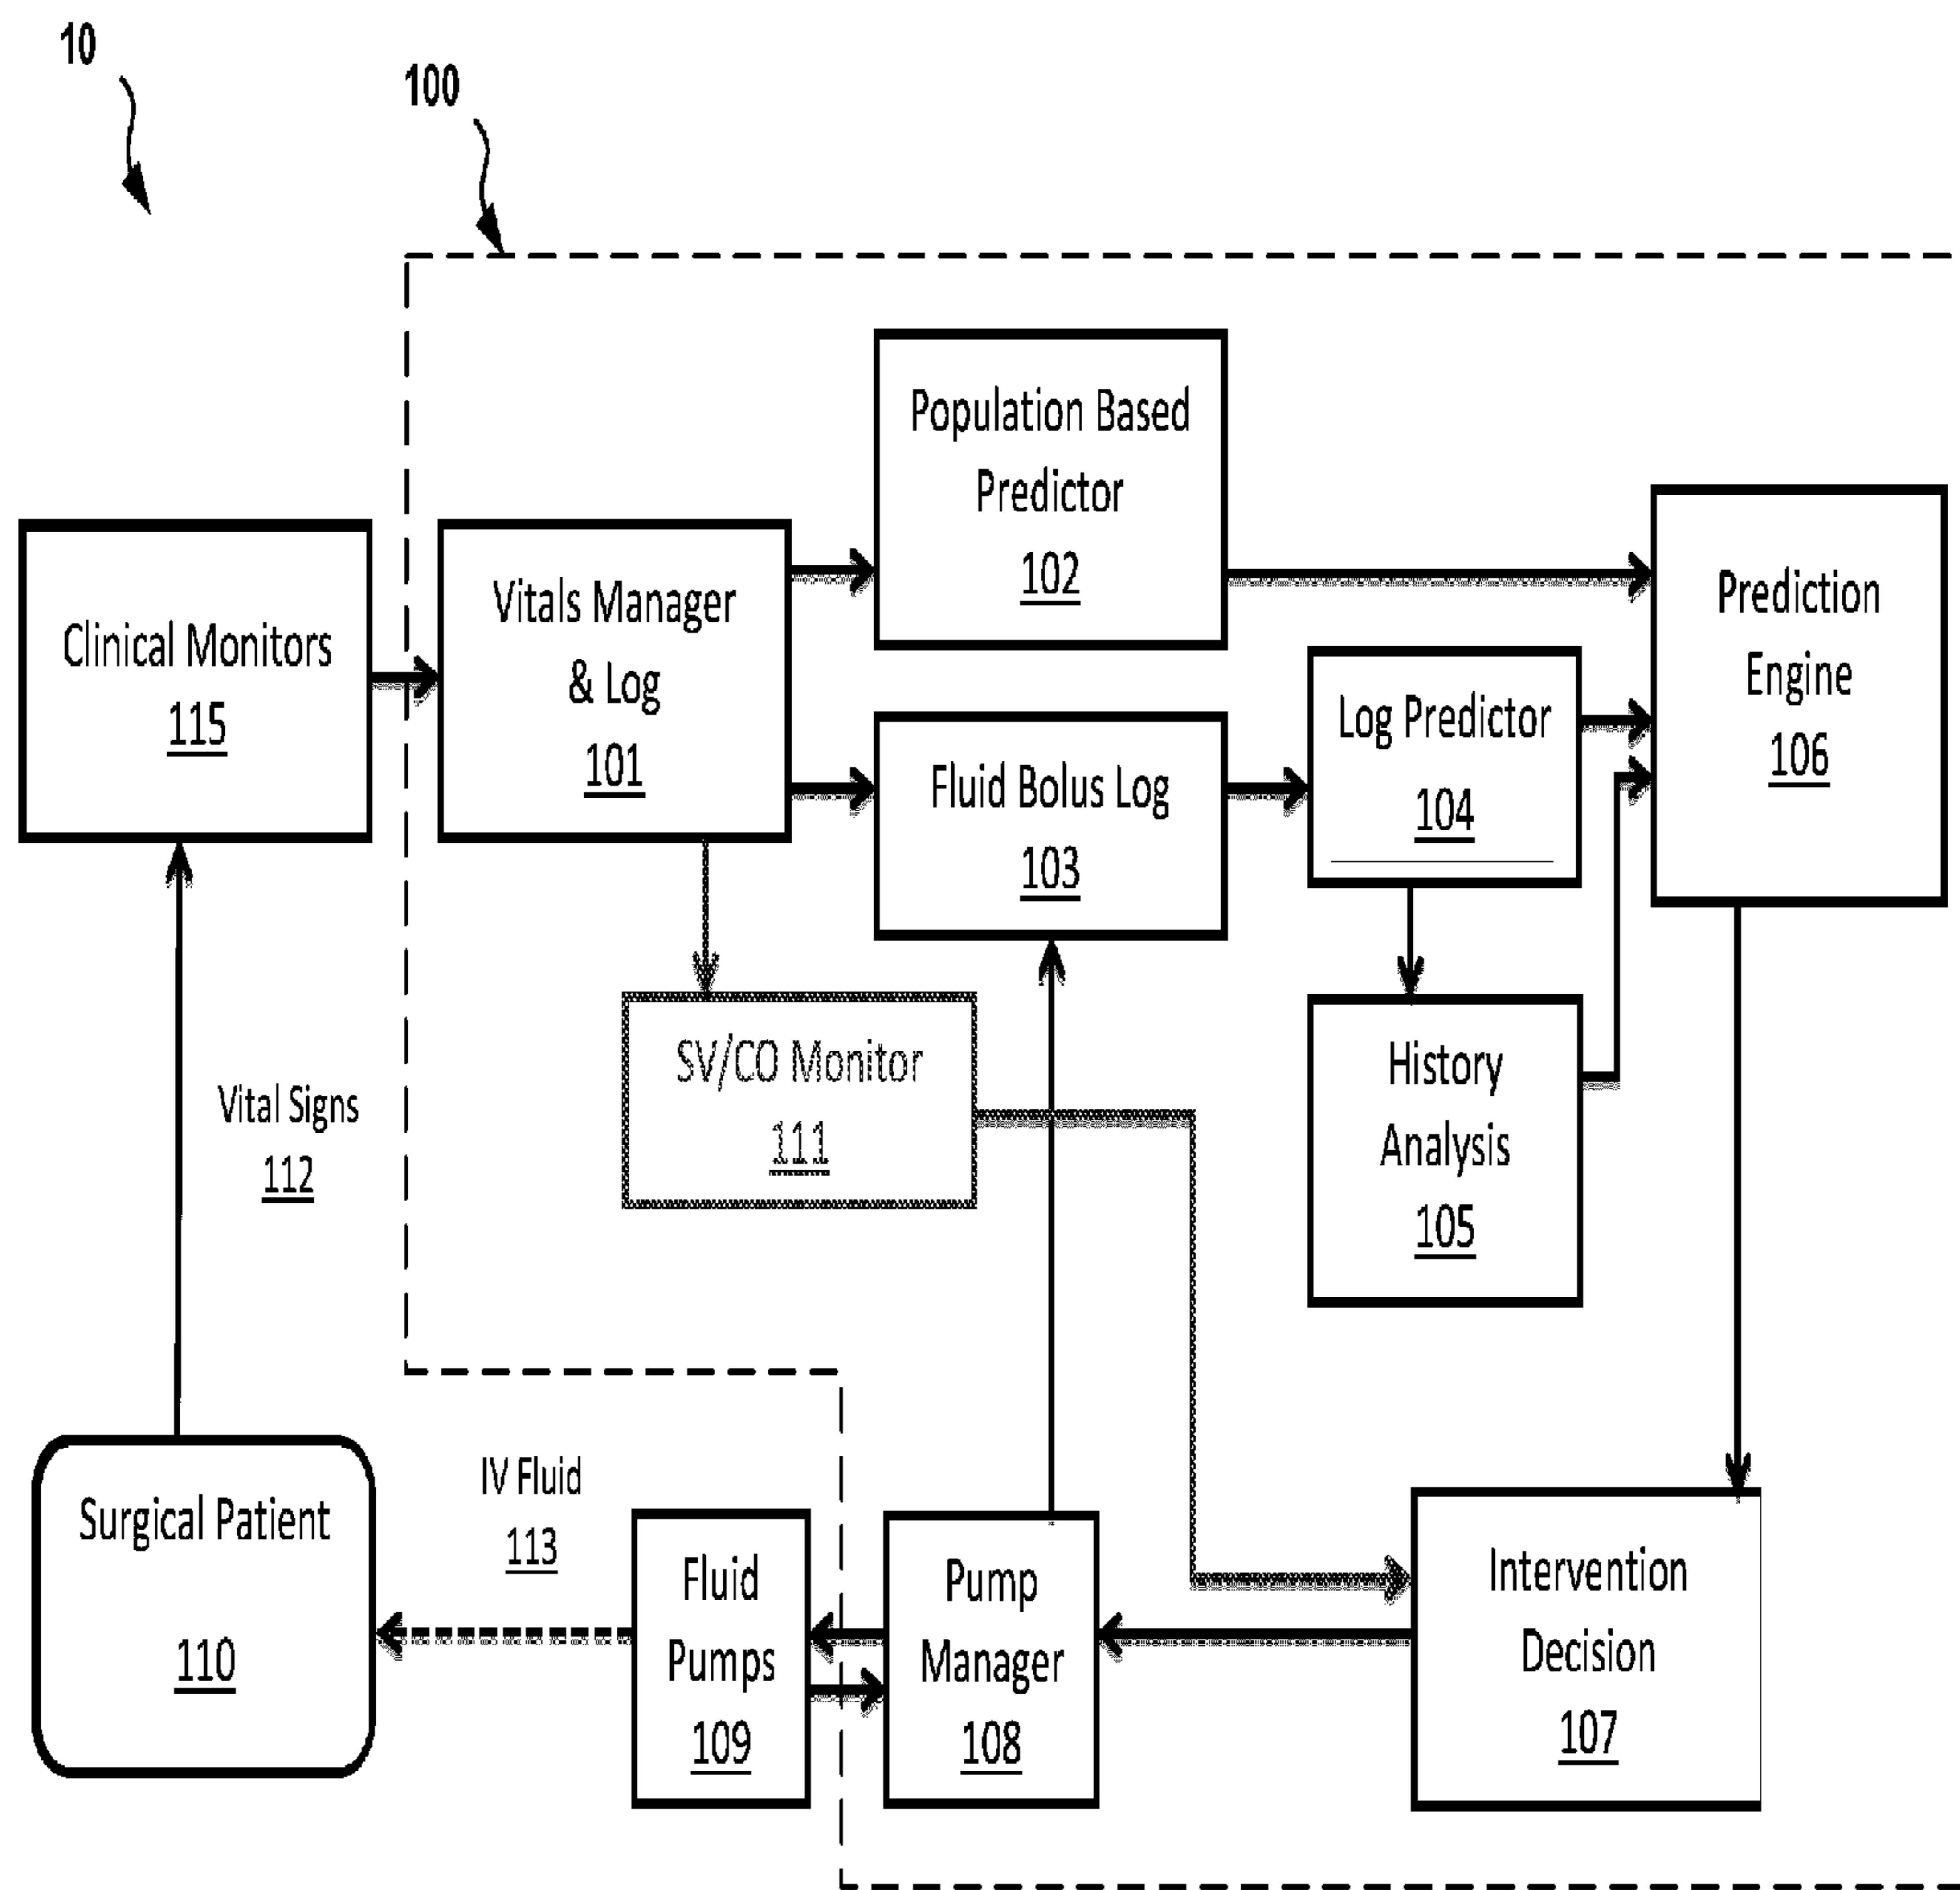 10
100
Population Based
Predictor
102
Clinical Monitors
115
Vitals Manager
& Log
101
Prediction
Engine
106
Log Predictor
104
Fluid Bolus Log
103
SV/CO Monitor
111
History
Analysis
105
Vital Signs
112
Surgical Patient
110
IV Fluid
113
Fluid
Pumps
109
Pump
Manager
108
Intervention
Decision
107